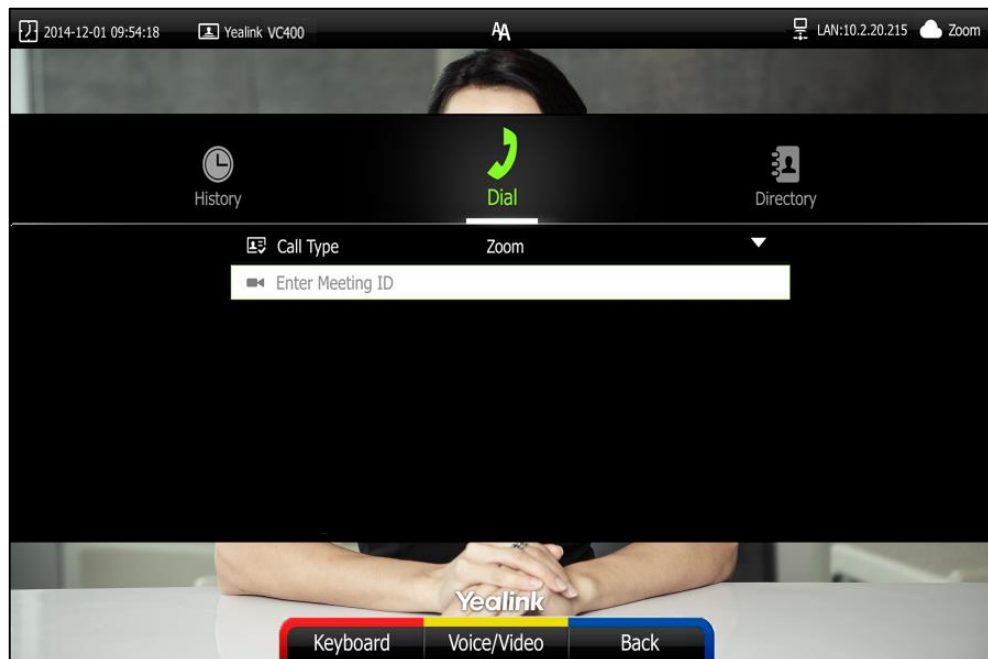 2014-12-01 09:54:18 Yealink VC400 AA LAN:10.2.20.215 Zoom
History Dial Directory
Call Type Zoom
Enter Meeting ID
Yealink
Keyboard Voice/Video Back